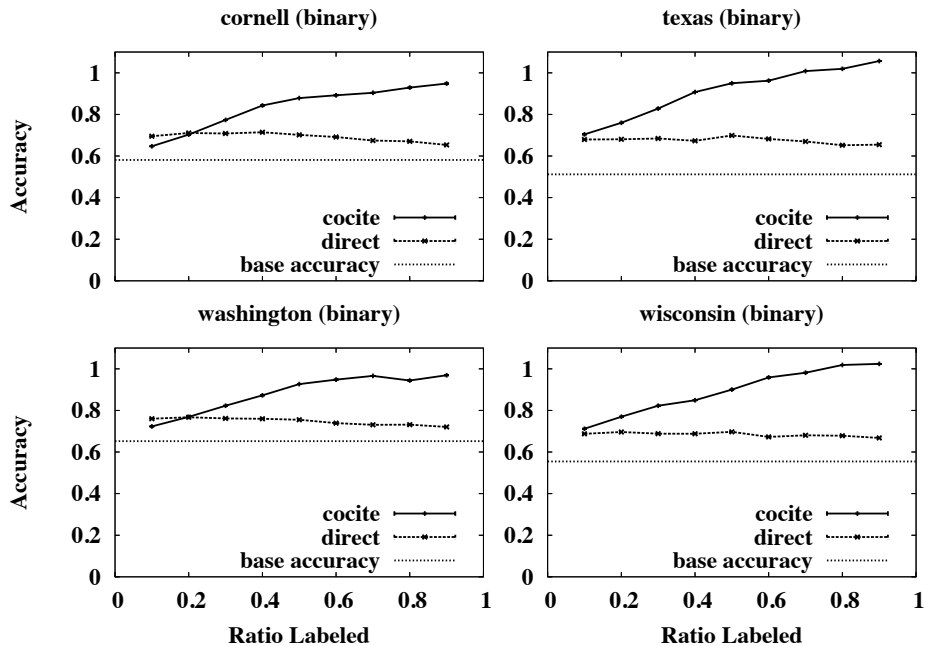 cornell (binary)
texas (binary)
1
0.8
0.6
0.4
0.2
0
Accuracy
cocite
direct
base accuracy
1
0.8
0.6
0.4
0.2
0
cocite
direct
base accuracy
washington (binary)
wisconsin (binary)
1
0.8
0.6
0.4
0.2
0
Accuracy
cocite
direct
base accuracy
0 0.2 0.4 0.6 0.8 1
Ratio Labeled
1
0.8
0.6
0.4
0.2
0
cocite
direct
base accuracy
0 0.2 0.4 0.6 0.8 1
Ratio Labeled